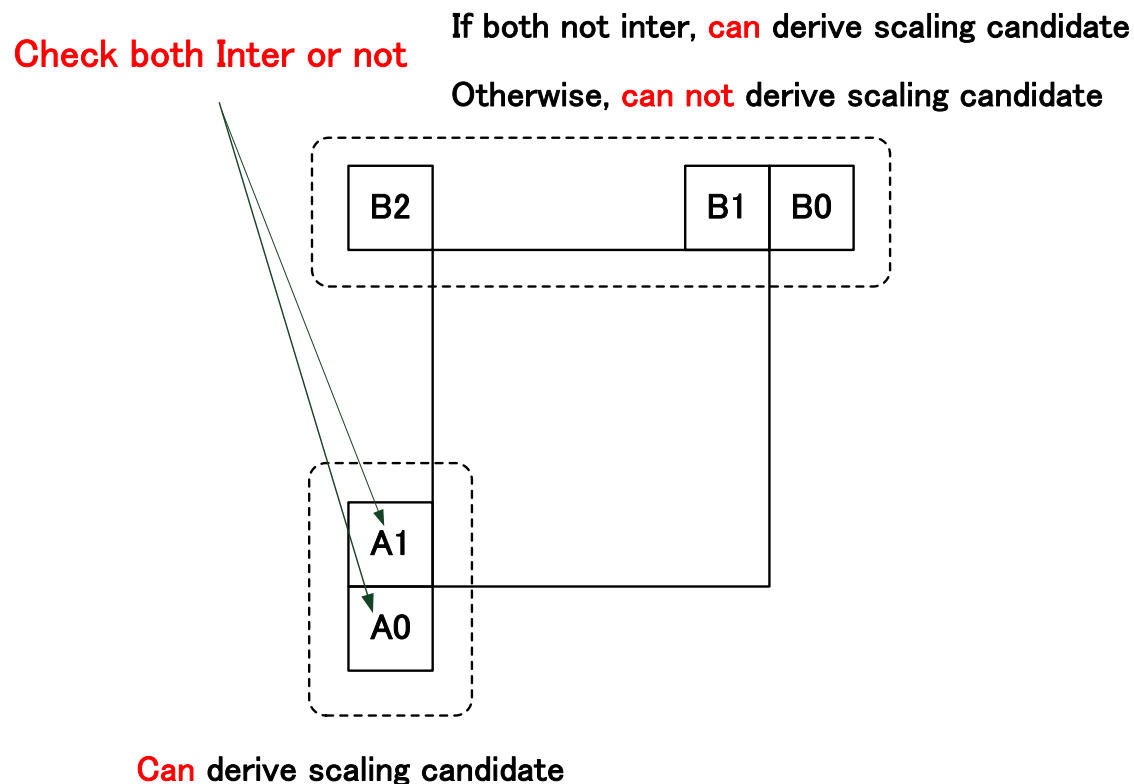 If both not inter, can derive scaling candidate
Check both Inter or not
Otherwise, can not derive scaling candidate
B2
B1
B0
A1
A0
Can derive scaling candidate